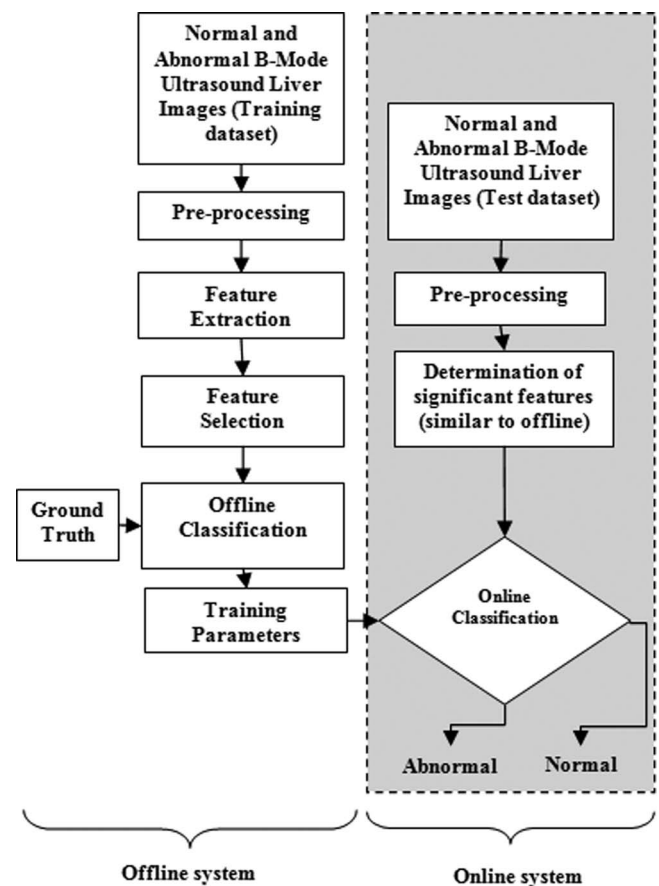 Normal and
Abnormal B-Mode
Ultrasound Liver
Images (Training
dataset)
Pre-processing
Feature
Extraction
Feature
Selection
Ground
Truth
Offline
Classification
Training
Parameters
Normal and
Abnormal B-Mode
Ultrasound Liver
Images (Test dataset)
Pre-processing
Determination of
significant features
(similar to offline)
Online
Classification
Abnormal
Normal
Offline system
Online system